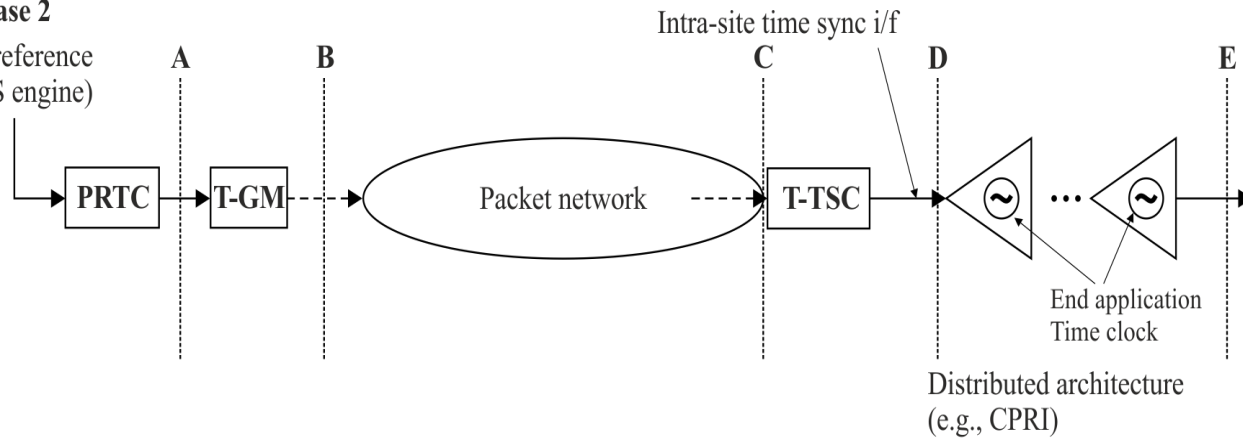 ase 2
Intra-site time sync i/f
reference
S engine)
A
B
C
D
E
PRTC
T-GM
Packet network
T-TSC
End application
Time clock
Distributed architecture
(e.g., CPRI)